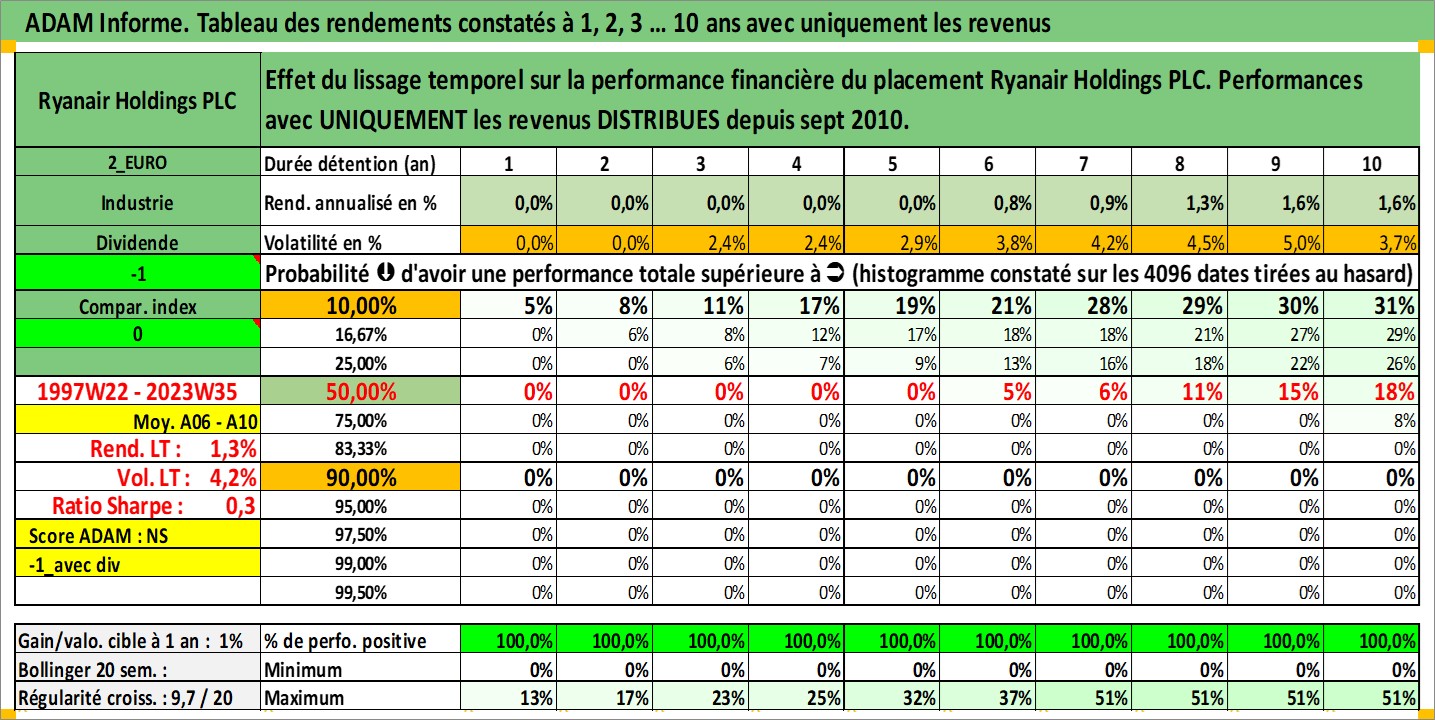 ADAM Informe. Tableau des rendements constatés à 1, 2, 3 ... 10 ans avec uniquement les revenus
Ryanair Holdings PLC
Effet du lissage temporel sur la performance financière du placement Ryanair Holdings PLC. Performances
avec UNIQUEMENT les revenus DISTRIBUES depuis sept 2010.
2_EURO Durée détention (an) 1 2 3 4 5 6 7 8 9 10
Industrie Rend. annualisé en % 0,0% 0,0% 0,0% 0,0% 0,0% 0,8% 0,9% 1,3% 1,6% 1,6%
Dividende Volatilité en % 0,0% 0,0% 2,4% 2,4% 2,9% 3,8% 4,2% 4,5% 5,0% 3,7%
-1 Probabilité ⬇ d'avoir une performance totale supérieure à ➲ (histogramme constaté sur les 4096 dates tirées au hasard)
Compar. index 10,00% 5% 8% 11% 17% 19% 21% 28% 29% 30% 31%
0 16,67% 0% 6% 8% 12% 17% 18% 18% 21% 27% 29%
25,00% 0% 0% 6% 7% 9% 13% 16% 18% 22% 26%
1997W22 - 2023W35 50,00% 0% 0% 0% 0% 0% 5% 6% 11% 15% 18%
Moy. A06 - A10 75,00% 0% 0% 0% 0% 0% 0% 0% 0% 0% 8%
Rend. LT : 1,3% 83,33% 0% 0% 0% 0% 0% 0% 0% 0% 0% 0%
Vol. LT : 4,2% 90,00% 0% 0% 0% 0% 0% 0% 0% 0% 0% 0%
Ratio Sharpe : 0,3 95,00% 0% 0% 0% 0% 0% 0% 0% 0% 0% 0%
Score ADAM : NS 97,50% 0% 0% 0% 0% 0% 0% 0% 0% 0% 0%
-1_avec div 99,00% 0% 0% 0% 0% 0% 0% 0% 0% 0% 0%
99,50% 0% 0% 0% 0% 0% 0% 0% 0% 0% 0%
Gain/valo. cible à 1 an : 1% % de perfo. positive 100,0% 100,0% 100,0% 100,0% 100,0% 100,0% 100,0% 100,0% 100,0% 100,0%
Bollinger 20 sem. : Minimum 0% 0% 0% 0% 0% 0% 0% 0% 0% 0%
Régularité croiss. : 9,7 / 20 Maximum 13% 17% 23% 25% 32% 37% 51% 51% 51% 51%